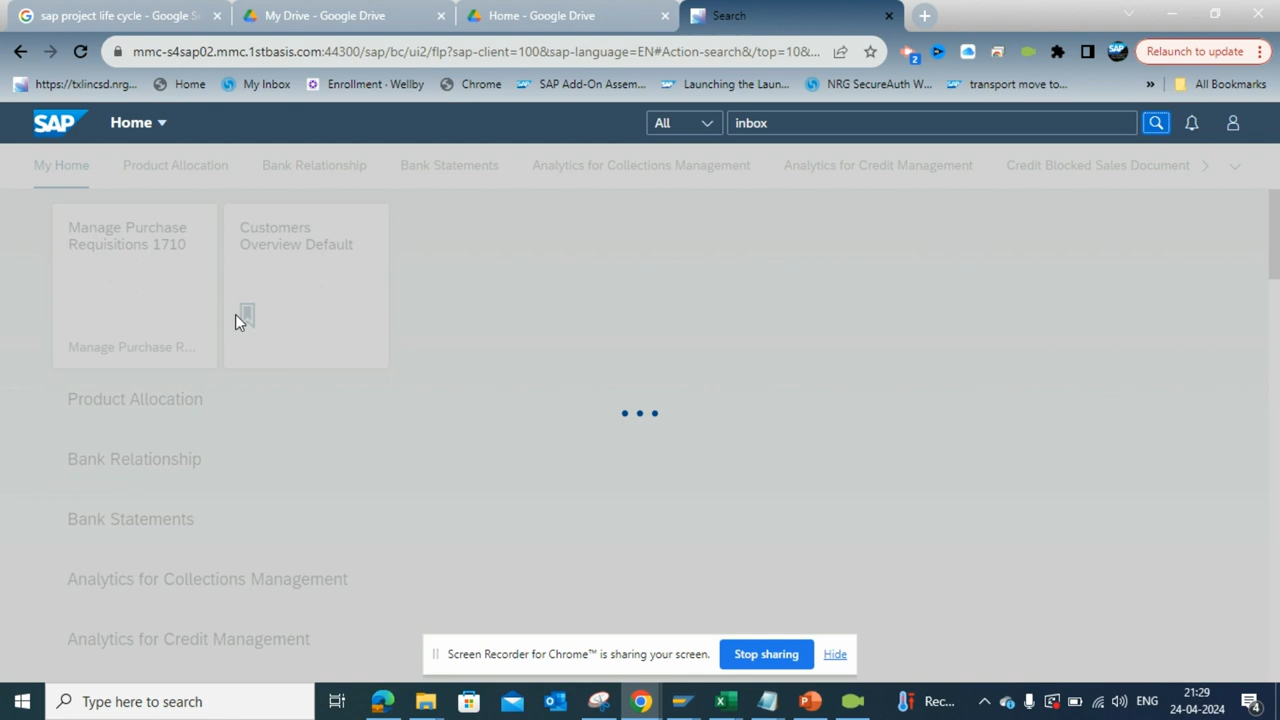 sap project life cycle - Google S
My Drive - Google Drive
Home - Google Drive
Search
mmc-s4sap02.mmc.1stbasis.com:44300/sap/bc/ui2/flp?sap-client=100&sap-language=EN#Action-search&/top=10&...
2
Relaunch to update
https://txlincsd.nrg...
Home
My Inbox
Enrollment · Wellby
Chrome
SAP Add-On Assem...
Launching the Laun...
NRG SecureAuth W...
transport move to...
»
All Bookmarks
SAP
Home
All
inbox
My Home
Product Allocation
Bank Relationship
Bank Statements
Analytics for Collections Management
Analytics for Credit Management
Credit Blocked Sales Document
Manage Purchase
Requisitions 1710
Manage Purchase R...
Customers
Overview Default
Product Allocation
Bank Relationship
Bank Statements
Analytics for Collections Management
Analytics for Credit Management
Screen Recorder for Chrome™ is sharing your screen.
Stop sharing
Hide
Type here to search
Rec...
ENG
21:29
24-04-2024
4